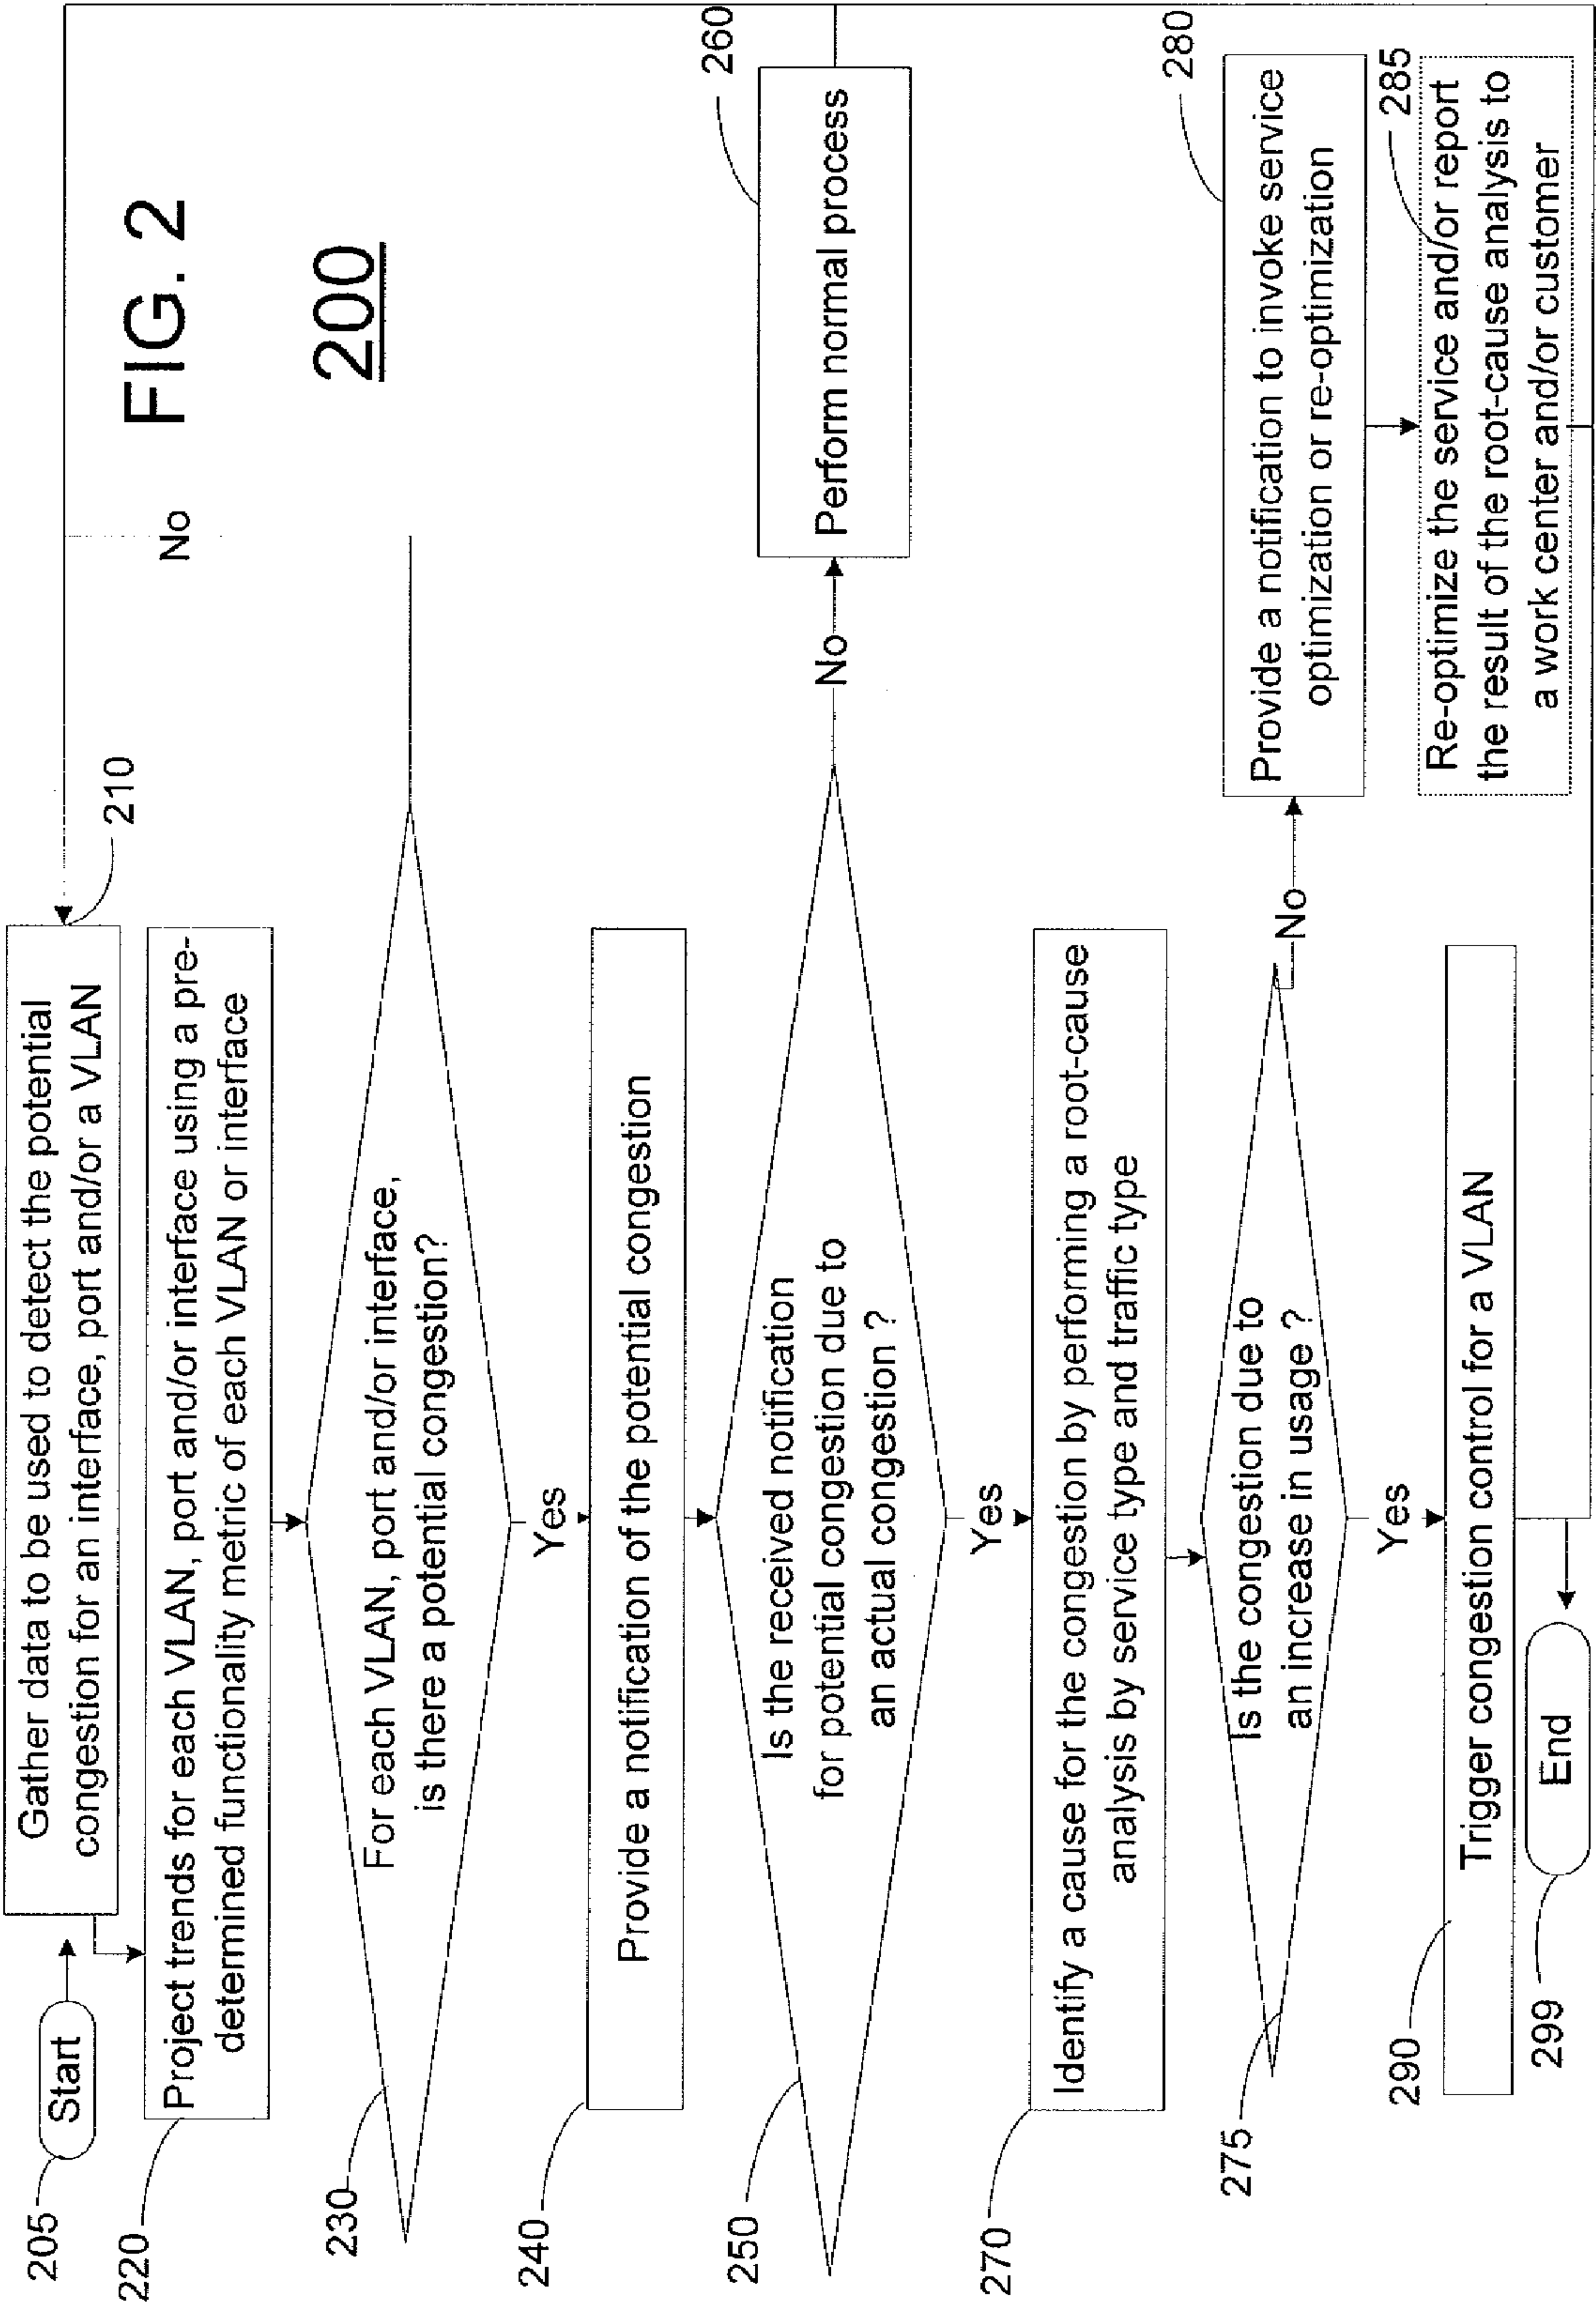 FIG. 2
200
205
Start
210
Gather data to be used to detect the potential
congestion for an interface, port and/or a VLAN
220
Project trends for each VLAN, port and/or interface using a pre-
determined functionality metric of each VLAN or interface
230
For each VLAN, port and/or interface,
is there a potential congestion?
No
Yes
240
Provide a notification of the potential congestion
250
Is the received notification
for potential congestion due to
an actual congestion ?
No
260
Perform normal process
Yes
270
Identify a cause for the congestion by performing a root-cause
analysis by service type and traffic type
275
Is the congestion due to
an increase in usage ?
No
280
Provide a notification to invoke service
optimization or re-optimization
285
Re-optimize the service and/or report
the result of the root-cause analysis to
a work center and/or customer
Yes
290
Trigger congestion control for a VLAN
299
End